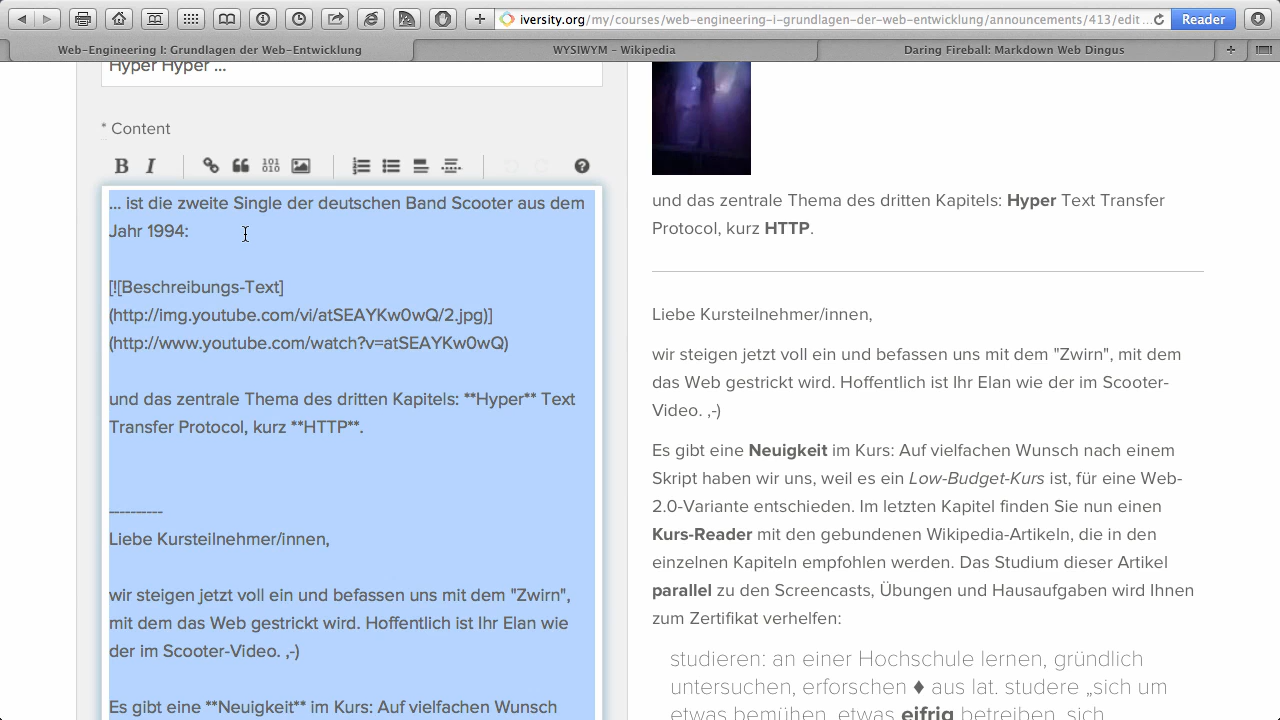 iversity.org/my/courses/web-engineering-i-grundlagen-der-web-entwicklung/announcements/413/edit ...
Reader
Web-Engineering I: Grundlagen der Web-Entwicklung
WYSIWYM – Wikipedia
Daring Fireball: Markdown Web Dingus
Hyper Hyper ...
* Content
B I
... ist die zweite Single der deutschen Band Scooter aus dem
Jahr 1994:
[![Beschreibungs-Text]
(http://img.youtube.com/vi/atSEAYKw0wQ/2.jpg)]
(http://www.youtube.com/watch?v=atSEAYKw0wQ)
und das zentrale Thema des dritten Kapitels: **Hyper** Text
Transfer Protocol, kurz **HTTP**.
----------
Liebe Kursteilnehmer/innen,
wir steigen jetzt voll ein und befassen uns mit dem "Zwirn",
mit dem das Web gestrickt wird. Hoffentlich ist Ihr Elan wie
der im Scooter-Video. ,-)
Es gibt eine **Neuigkeit** im Kurs: Auf vielfachen Wunsch
und das zentrale Thema des dritten Kapitels: Hyper Text Transfer
Protocol, kurz HTTP.
Liebe Kursteilnehmer/innen,
wir steigen jetzt voll ein und befassen uns mit dem "Zwirn", mit dem
das Web gestrickt wird. Hoffentlich ist Ihr Elan wie der im Scooter-
Video. ,-)
Es gibt eine Neuigkeit im Kurs: Auf vielfachen Wunsch nach einem
Skript haben wir uns, weil es ein Low-Budget-Kurs ist, für eine Web-
2.0-Variante entschieden. Im letzten Kapitel finden Sie nun einen
Kurs-Reader mit den gebundenen Wikipedia-Artikeln, die in den
einzelnen Kapiteln empfohlen werden. Das Studium dieser Artikel
parallel zu den Screencasts, Übungen und Hausaufgaben wird Ihnen
zum Zertifikat verhelfen:
studieren: an einer Hochschule lernen, gründlich
untersuchen, erforschen ♦ aus lat. studere „sich um
etwas bemühen, etwas eifrig betreiben, sich